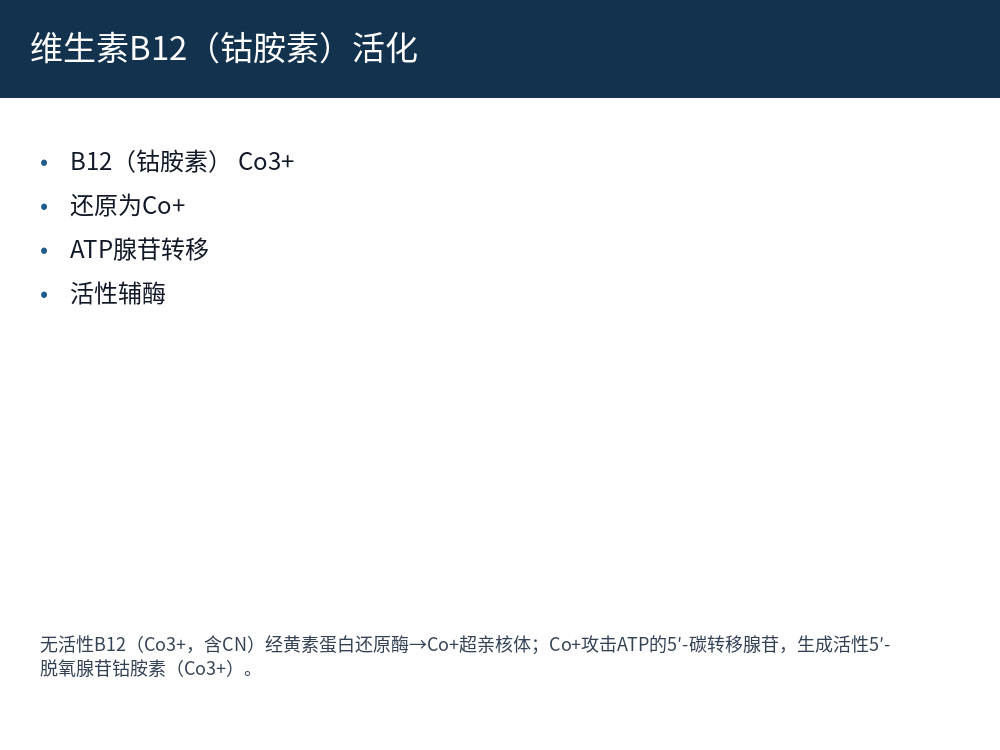 维生素B12（钴胺素）活化
• B12（钴胺素） Co3+
• 还原为Co+
• ATP腺苷转移
• 活性辅酶
无活性B12（Co3+，含CN）经黄素蛋白还原酶→Co+超亲核体；Co+攻击ATP的5′-碳转移腺苷，生成活性5′-
脱氧腺苷钴胺素（Co3+）。